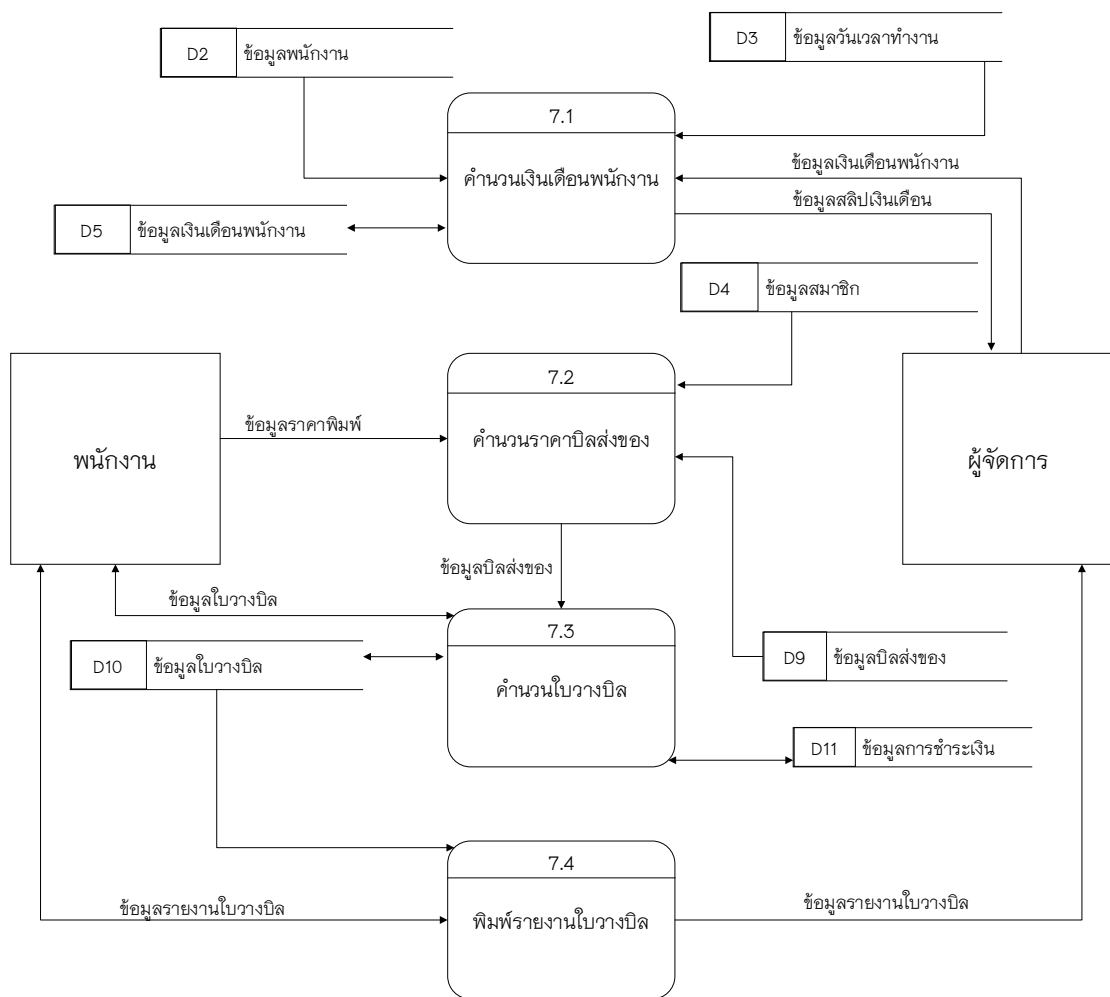 D2 ข้อมูลพนักงาน
D3 ข้อมูลวันเวลาทำงาน
7.1
คำนวนเงินเดือนพนักงาน
ข้อมูลเงินเดือนพนักงาน
ข้อมูลสลิปเงินเดือน
D5 ข้อมูลเงินเดือนพนักงาน
D4 ข้อมูลสมาชิก
7.2
คำนวนราคาบิลส่งของ
ข้อมูลราคาพิมพ์
พนักงาน
ผู้จัดการ
ข้อมูลบิลส่งของ
ข้อมูลใบวางบิล
7.3
คำนวนใบวางบิล
D10 ข้อมูลใบวางบิล
D9 ข้อมูลบิลส่งของ
D11 ข้อมูลการชำระเงิน
7.4
พิมพ์รายงานใบวางบิล
ข้อมูลรายงานใบวางบิล
ข้อมูลรายงานใบวางบิล